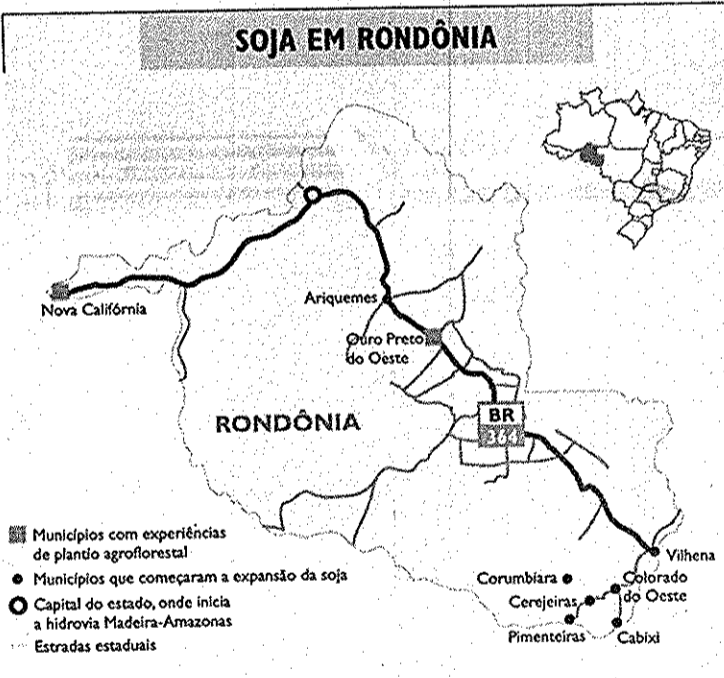 SOJA EM RONDÔNIA
Nova Califórnia
Ariquemes
Ouro Preto
do Oeste
RONDÔNIA
BR
364
Municípios com experiências
de plantio agroflorestal
Municípios que começaram a expansão da soja
Capital do estado, onde inicia
a hidrovia Madeira-Amazonas
Estradas estaduais
Vilhena
Corumbiara
Colorado
do Oeste
Cerejeiras
Pimenteiras
Cabixi